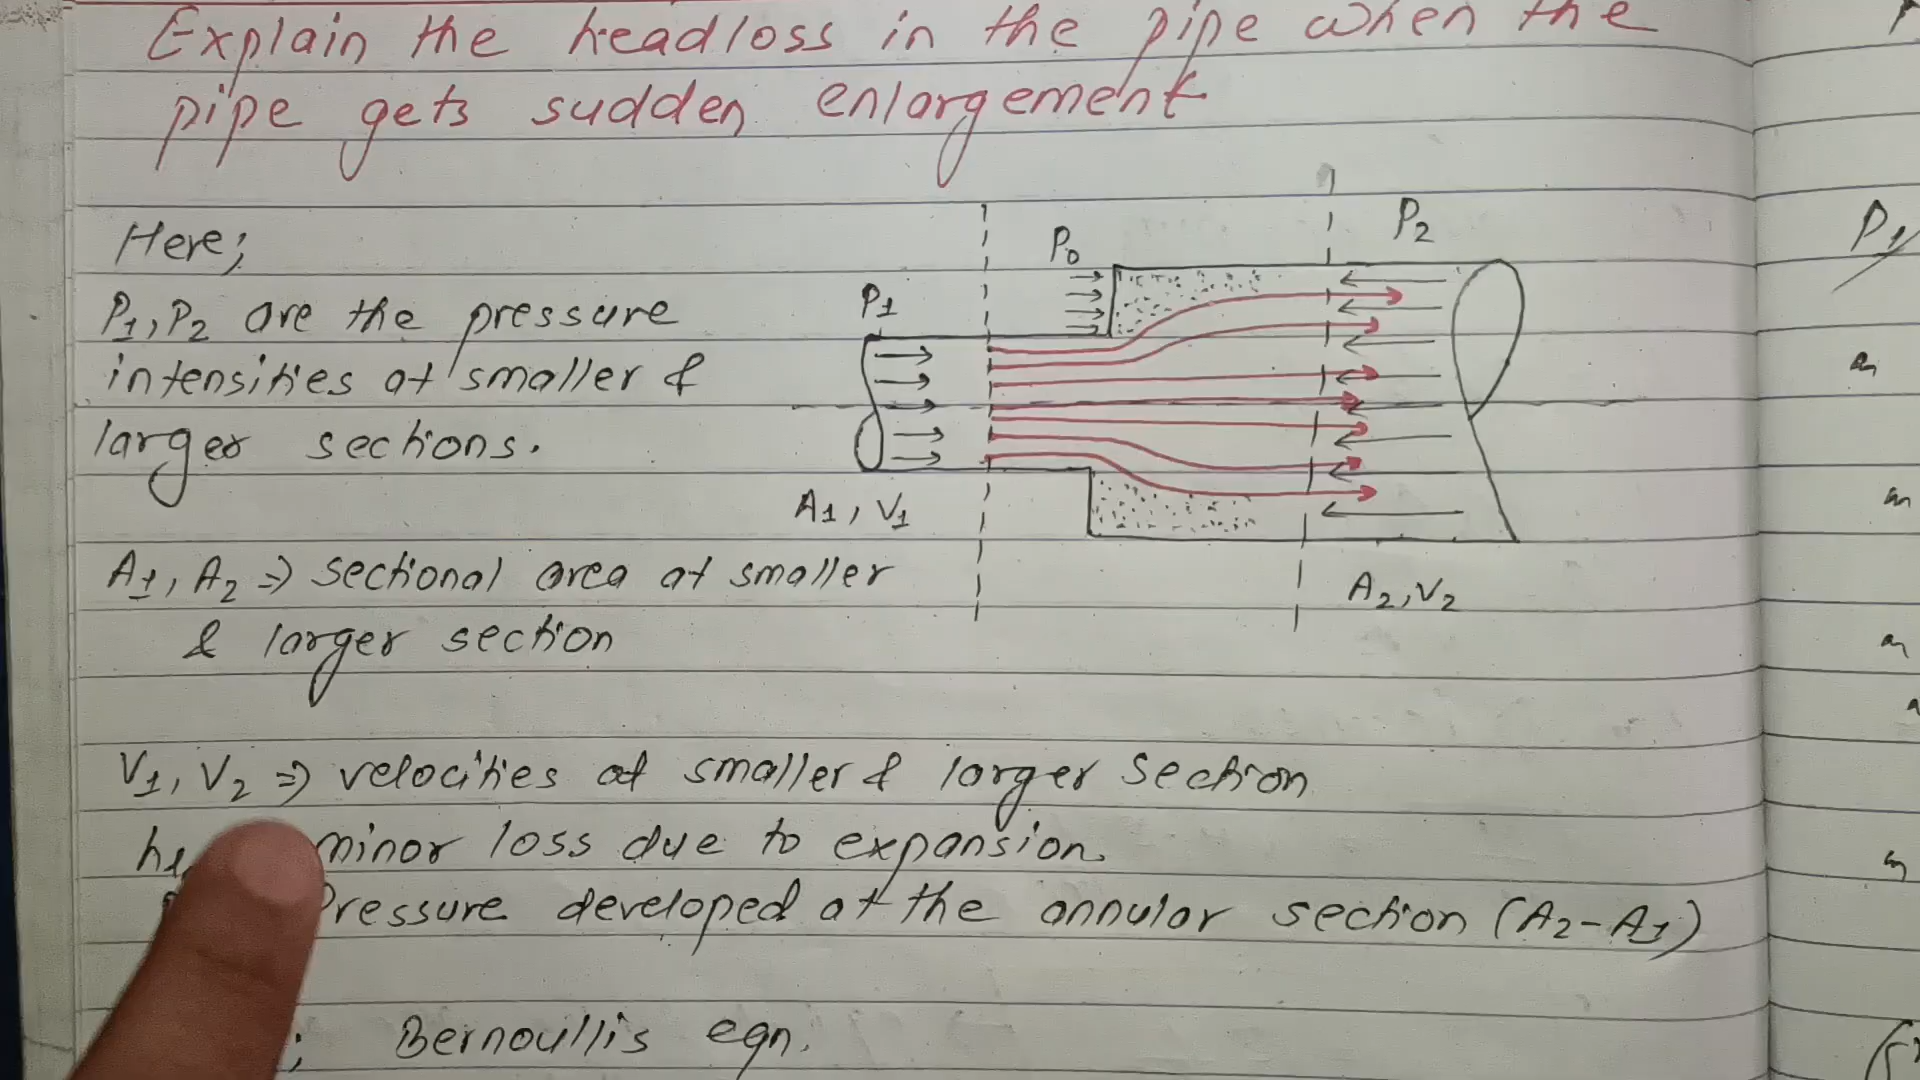 Explain the headloss in the pipe when the
pipe gets sudden enlargement
Here;
P1, P2 are the pressure
intensities at smaller &
larger sections.
P1
P0
P2
A1, V1
A2, V2
A1, A2 => sectional area at smaller
& larger section
V1, V2 => velocities at smaller & larger section
minor loss due to expansion.
Pressure developed at the annular section (A2-A1)
; Bernoullis eqn.